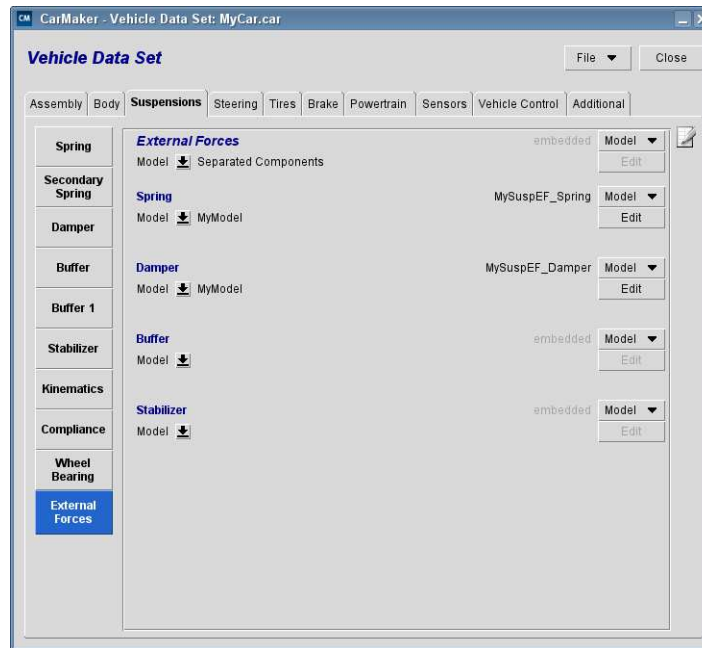 CM CarMaker - Vehicle Data Set: MyCar.car
Vehicle Data Set
File
Close
Assembly Body Suspensions Steering Tires Brake Powertrain Sensors Vehicle Control Additional
Spring
Secondary
Spring
Damper
Buffer
Buffer 1
Stabilizer
Kinematics
Compliance
Wheel
Bearing
External
Forces
External Forces embedded Model
Model Separated Components Edit
Spring MySuspEF_Spring Model
Model MyModel Edit
Damper MySuspEF_Damper Model
Model MyModel Edit
Buffer embedded Model
Model Edit
Stabilizer embedded Model
Model Edit